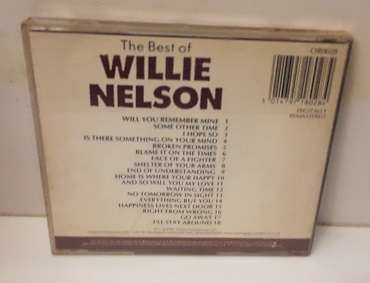 The Best of
WILLIE
NELSON
DIGITALLY
REMASTERED
WILL YOU REMEMBER MINE 1
SOME OTHER TIME 2
I HOPE SO 3
IS THERE SOMETHING ON YOUR MIND 4
BROKEN PROMISES 5
BLAME IT ON THE TIMES 6
FACE OF A FIGHTER 7
SHELTER OF YOUR ARMS 8
END OF UNDERSTANDING 9
HOME IS WHERE YOUR HAPPY 10
AND SO WILL YOU MY LOVE 11
WAITING TIME 12
NO TOMORROW IN SIGHT 13
EVERYTHING BUT YOU 14
HAPPINESS LIVES NEXT DOOR 15
RIGHT FROM WRONG 16
GO AWAY 17
I'LL STAY AROUND 18